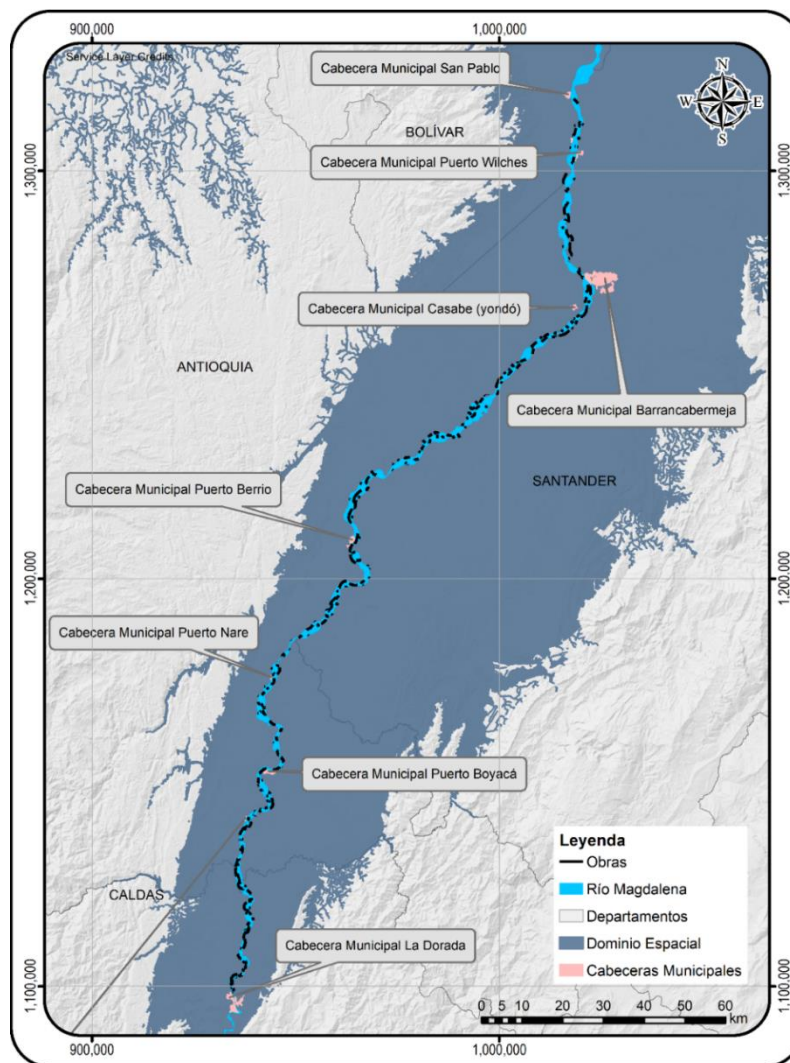 900,000
1,000,000
Service Layer Credits:
Cabecera Municipal San Pablo
N
W
E
S
BOLÍVAR
Cabecera Municipal Puerto Wilches
1,300,000
1,300,000
Cabecera Municipal Casabe (yondó)
ANTIOQUIA
Cabecera Municipal Barrancabermeja
SANTANDER
Cabecera Municipal Puerto Berrio
1,200,000
1,200,000
Cabecera Municipal Puerto Nare
Cabecera Municipal Puerto Boyacá
Leyenda
Obras
Río Magdalena
Departamentos
Dominio Espacial
Cabeceras Municipales
CALDAS
Cabecera Municipal La Dorada
1,100,000
1,100,000
0 5 10 20 30 40 50 60
km
900,000
1,000,000